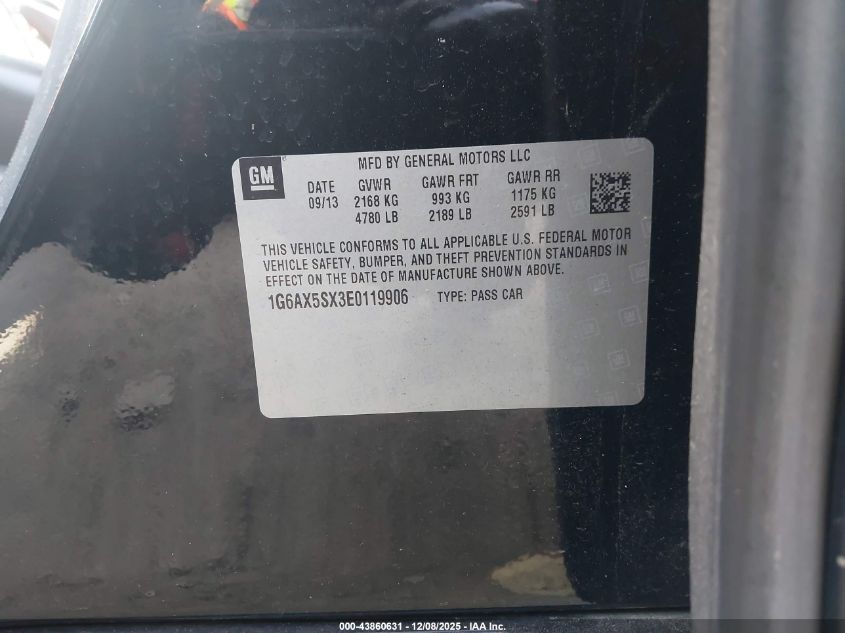 GM
MFD BY GENERAL MOTORS LLC
DATE GVWR GAWR FRT GAWR RR
09/13 2168 KG 993 KG 1175 KG
4780 LB 2189 LB 2591 LB
THIS VEHICLE CONFORMS TO ALL APPLICABLE U.S. FEDERAL MOTOR
VEHICLE SAFETY, BUMPER, AND THEFT PREVENTION STANDARDS IN
EFFECT ON THE DATE OF MANUFACTURE SHOWN ABOVE.
1G6AX5SX3E0119906 TYPE: PASS CAR
000-43860631 - 12/08/2025 - IAA Inc.